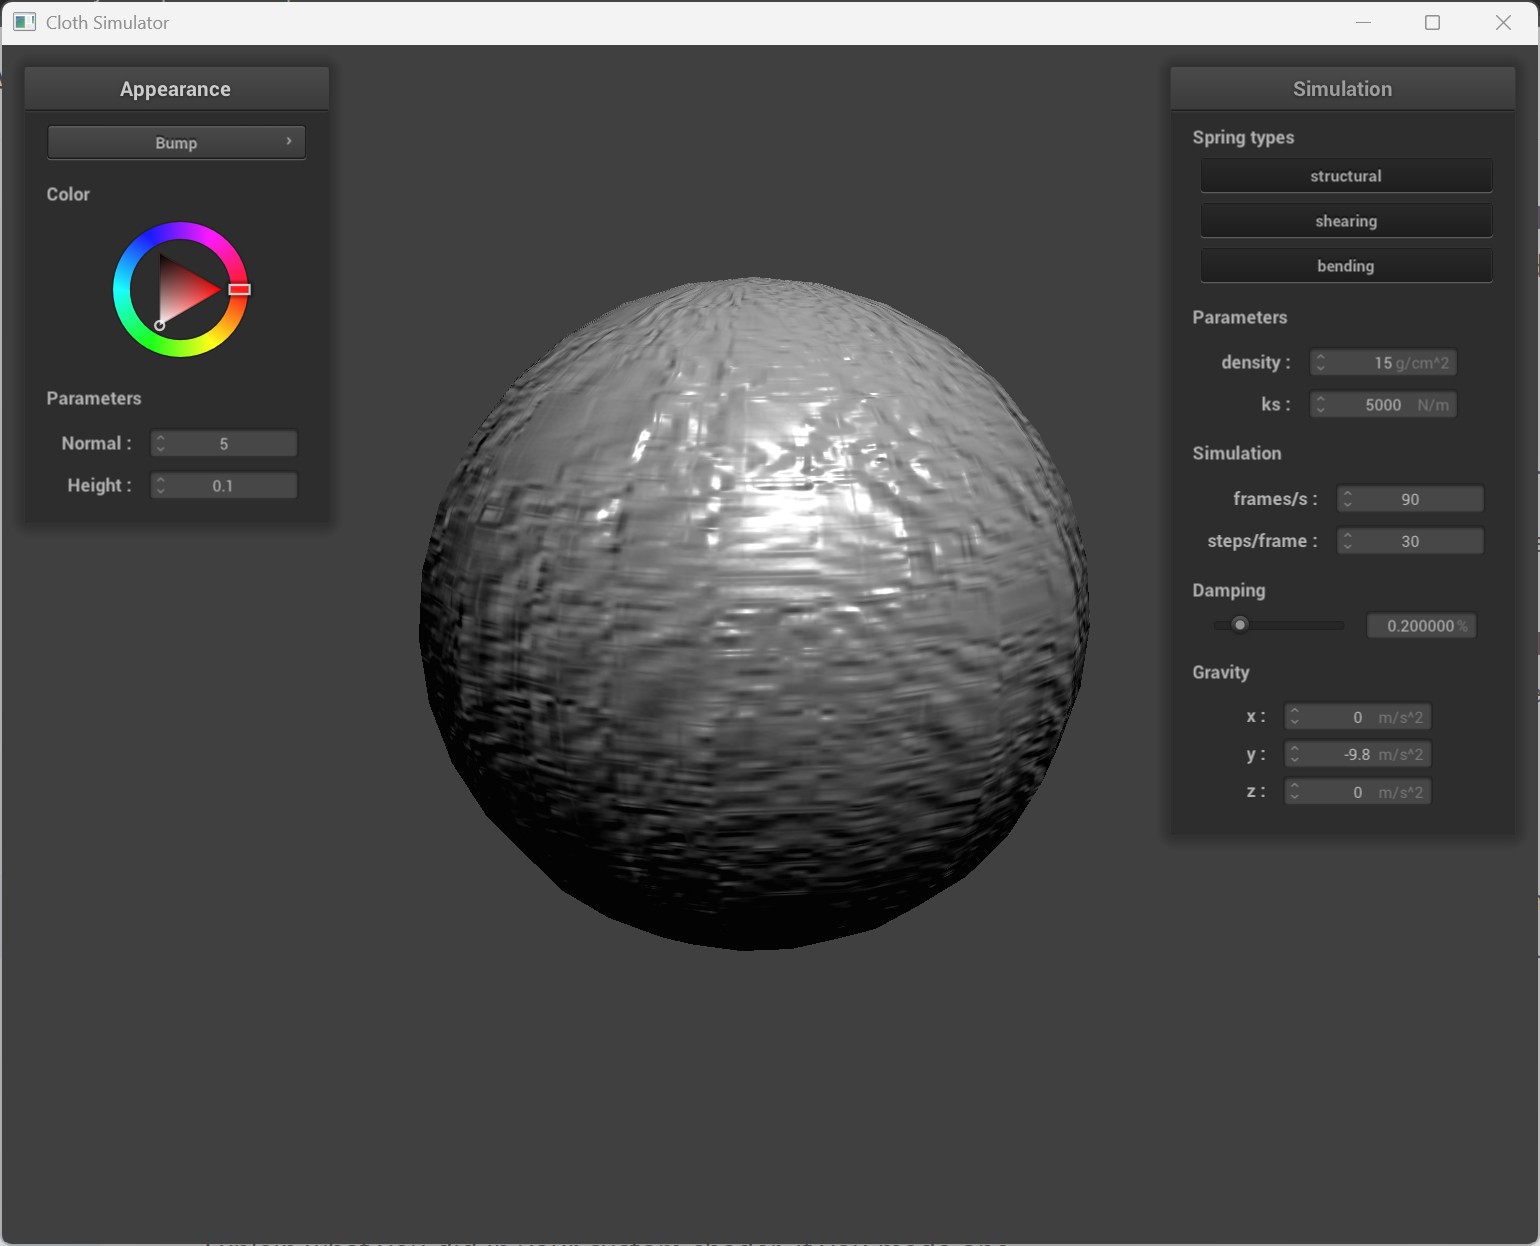 Cloth Simulator
Appearance
Bump
Color
Parameters
Normal :
5
Height :
0.1
Simulation
Spring types
structural
shearing
bending
Parameters
density :
15 g/cm^2
ks :
5000 N/m
Simulation
frames/s :
90
steps/frame :
30
Damping
0.200000 %
Gravity
x :
0 m/s^2
y :
-9.8 m/s^2
z :
0 m/s^2